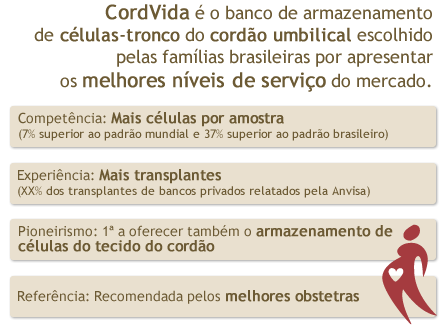 CordVida é o banco de armazenamento
de células-tronco do cordão umbilical escolhido
pelas famílias brasileiras por apresentar
os melhores níveis de serviço do mercado.
Competência: Mais células por amostra
(7% superior ao padrão mundial e 37% superior ao padrão brasileiro)
Experiência: Mais transplantes
(XX% dos transplantes de bancos privados relatados pela Anvisa)
Pioneirismo: 1ª a oferecer também o armazenamento de
células do tecido do cordão
Referência: Recomendada pelos melhores obstetras